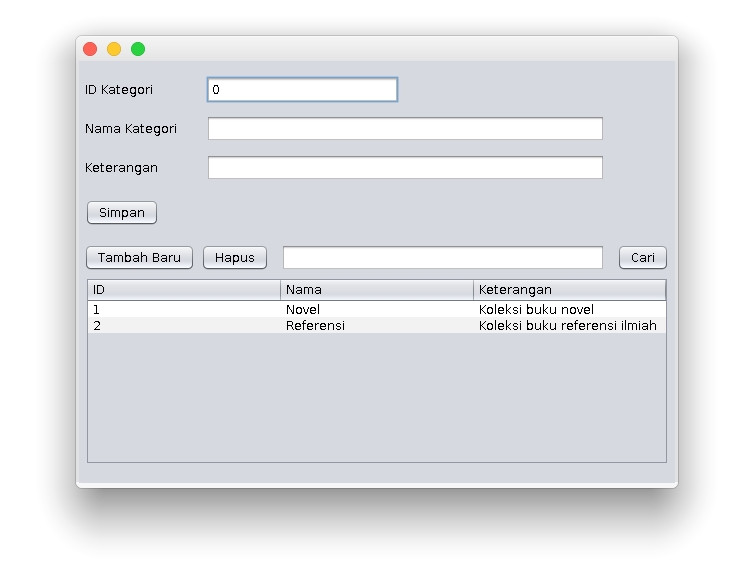 ID Kategori 0
Nama Kategori
Keterangan
Simpan
Tambah Baru Hapus Cari
ID Nama Keterangan
1 Novel Koleksi buku novel
2 Referensi Koleksi buku referensi ilmiah